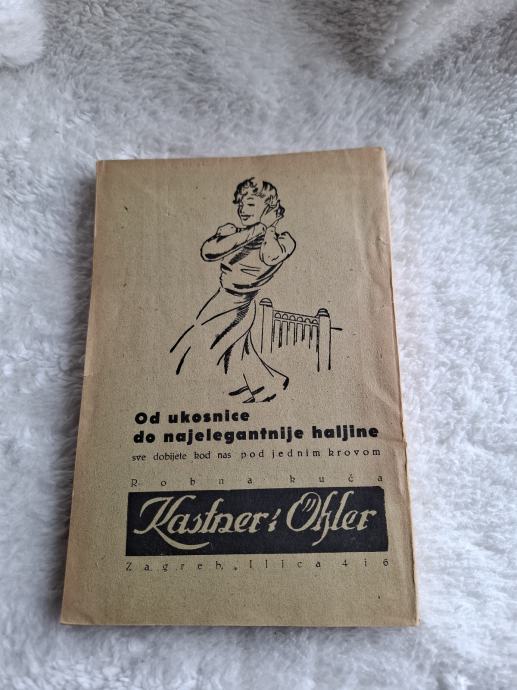 Od ukosnice
do najelegantnije haljine
sve dobijete kod nas pod jednim krovom
Robna kuća
Kastner i Öhler
Zagreb, Ilica 4 i 6